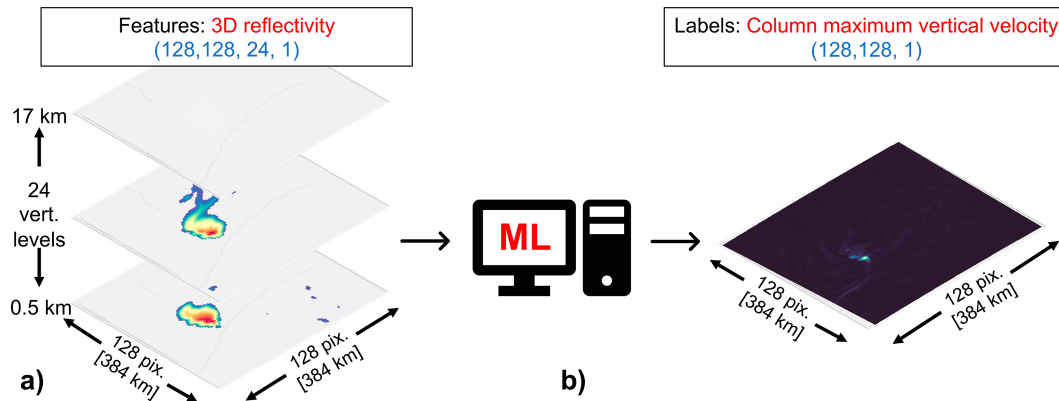 Features: 3D reflectivity
(128,128, 24, 1)
Labels: Column maximum vertical velocity
(128,128, 1)
17 km
24
vert.
levels
0.5 km
128 pix.
[384 km]
128 pix.
[384 km]
a)
ML
b)
128 pix.
[384 km]
128 pix.
[384 km]